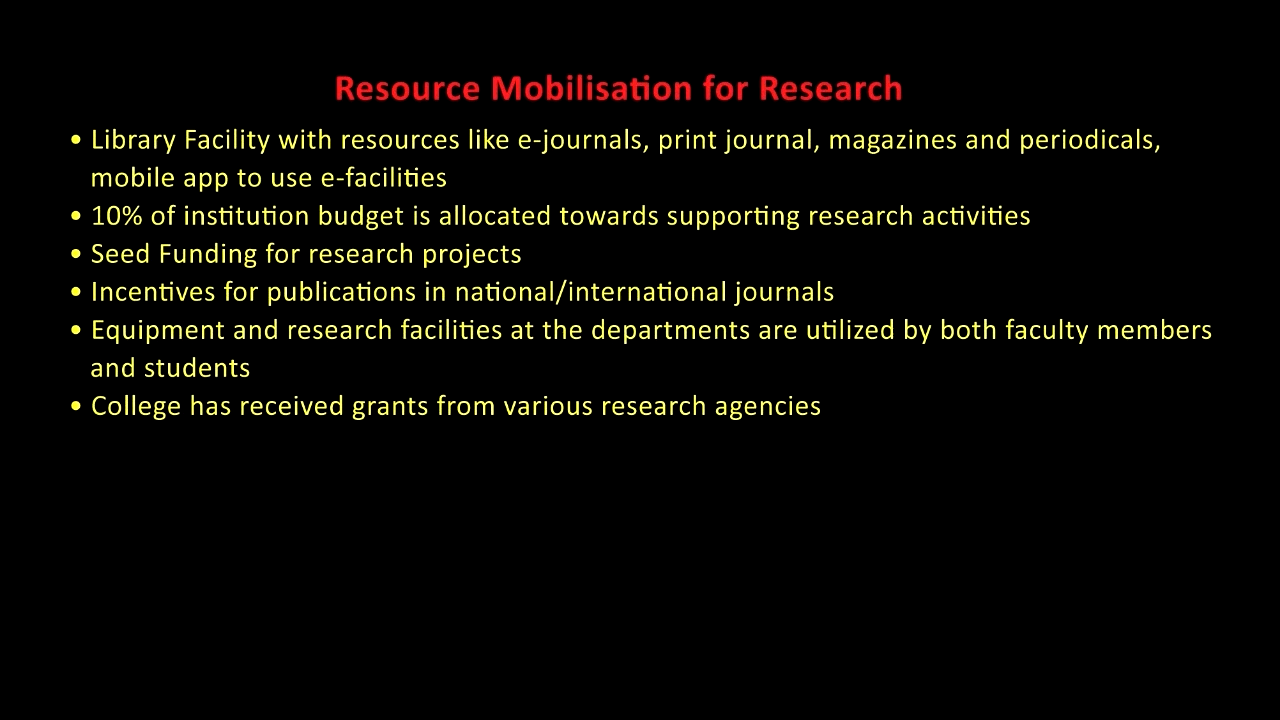 Resource Mobilisation for Research
• Library Facility with resources like e-journals, print journal, magazines and periodicals,
mobile app to use e-facilities
• 10% of institution budget is allocated towards supporting research activities
• Seed Funding for research projects
• Incentives for publications in national/international journals
• Equipment and research facilities at the departments are utilized by both faculty members
and students
• College has received grants from various research agencies